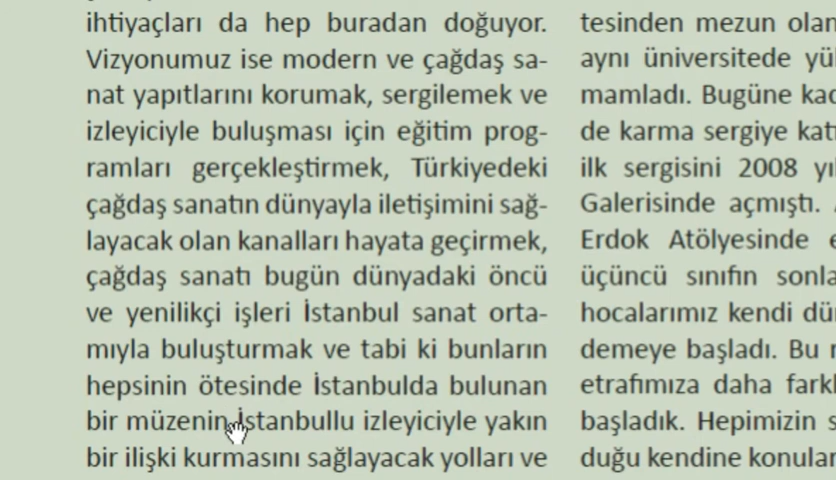 ihtiyaçları da hep buradan doğuyor.
Vizyonumuz ise modern ve çağdaş sa-
nat yapıtlarını korumak, sergilemek ve
izleyiciyle buluşması için eğitim prog-
ramları gerçekleştirmek, Türkiyedeki
çağdaş sanatın dünyayla iletişimini sağ-
layacak olan kanalları hayata geçirmek,
çağdaş sanatı bugün dünyadaki öncü
ve yenilikçi işleri İstanbul sanat orta-
mıyla buluşturmak ve tabi ki bunların
hepsinin ötesinde İstanbulda bulunan
bir müzenin İstanbullu izleyiciyle yakın
bir ilişki kurmasını sağlayacak yolları ve
tesinden mezun olan
aynı üniversitede
mamladı. Bugüne
de karma sergiye
ilk sergisini 2008
Galerisinde açmıştı.
Erdok Atölyesinde
üçüncü sınıfın
hocalarımız kendi
demeye başladı. Bu
etrafımıza daha
başladık. Hepimizin
duğu kendine